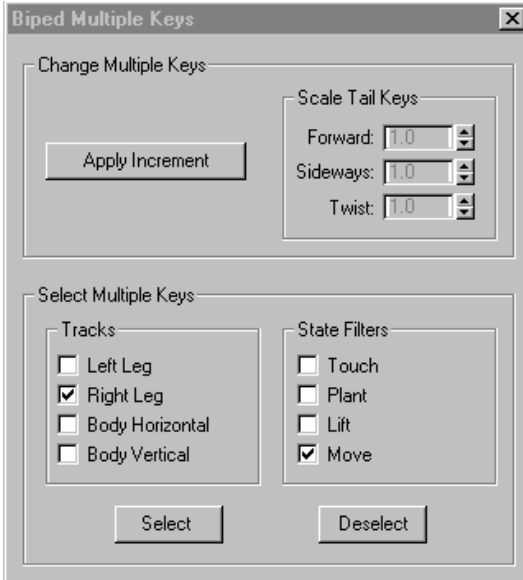 Biped Multiple Keys
Change Multiple Keys
Apply Increment
Scale Tail Keys
Forward: 1.0
Sideways: 1.0
Twist: 1.0
Select Multiple Keys
Tracks
Left Leg
Right Leg
Body Horizontal
Body Vertical
State Filters
Touch
Plant
Lift
Move
Select
Deselect